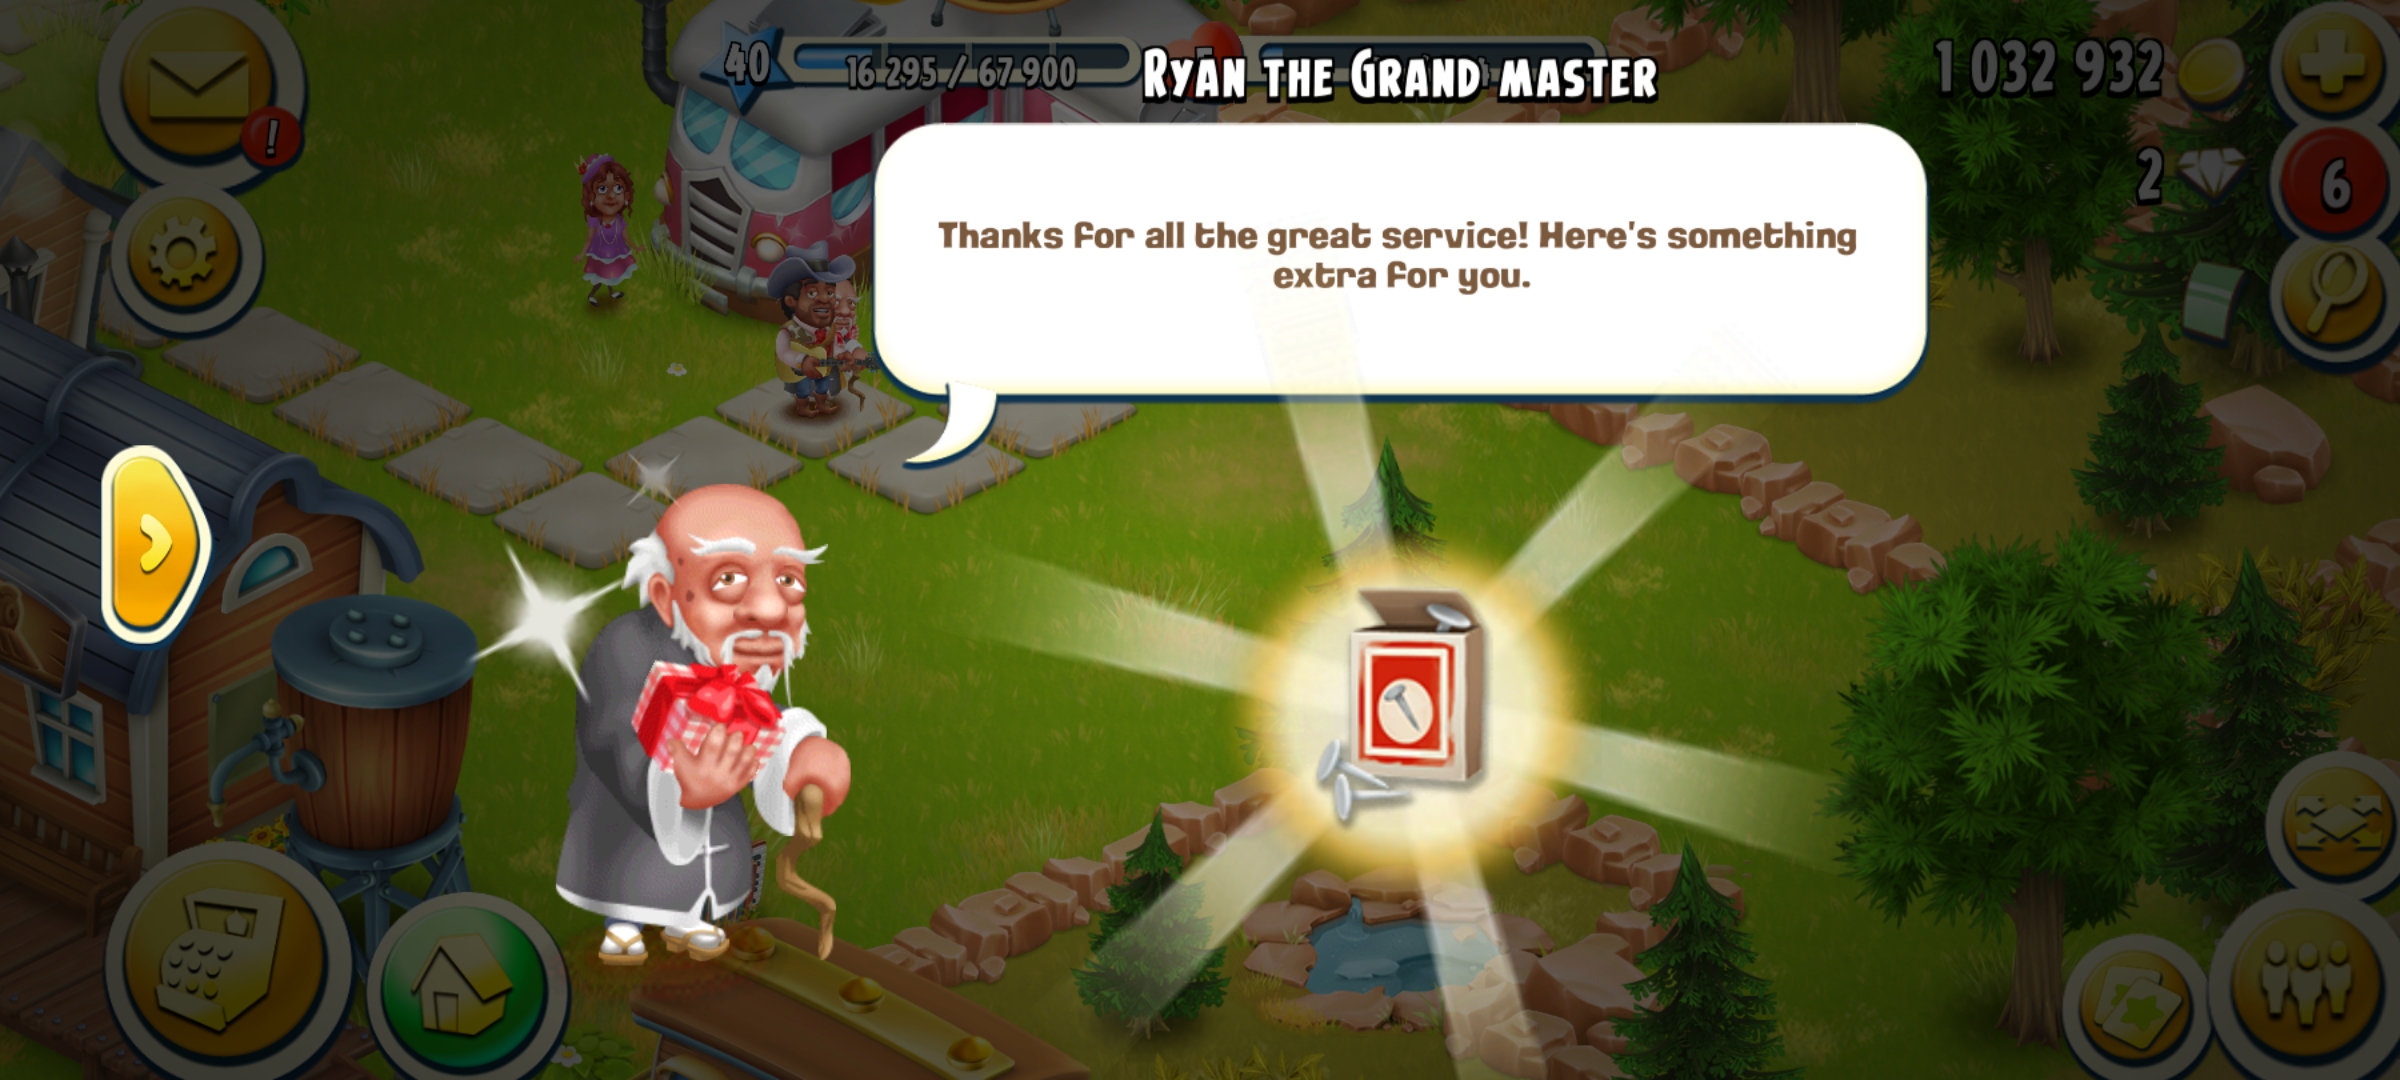 40
16 295 / 67 900
Ryan the Grand master
1 032 932
2
6
!
Thanks for all the great service! Here's something
extra for you.